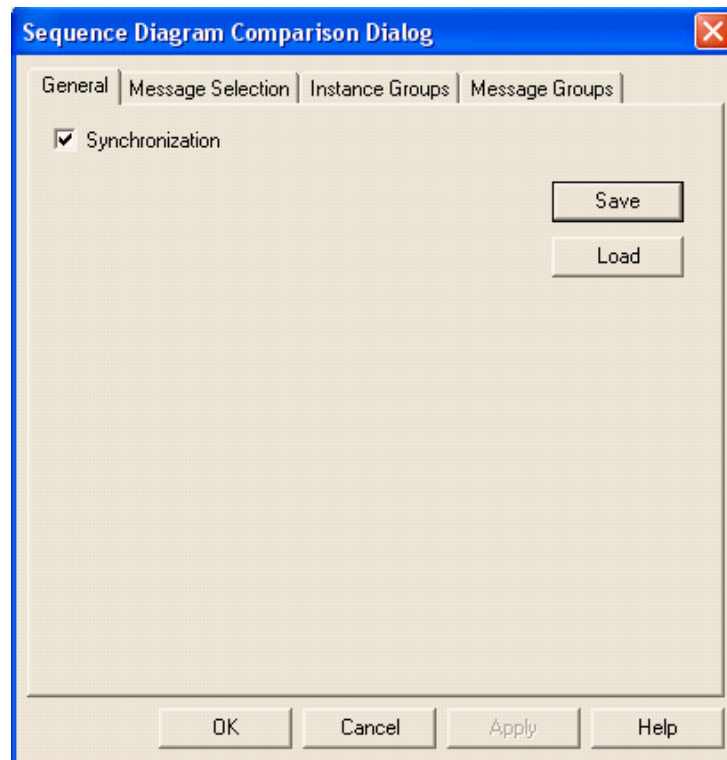 Sequence Diagram Comparison Dialog
General Message Selection Instance Groups Message Groups
Synchronization
Save
Load
OK Cancel Apply Help